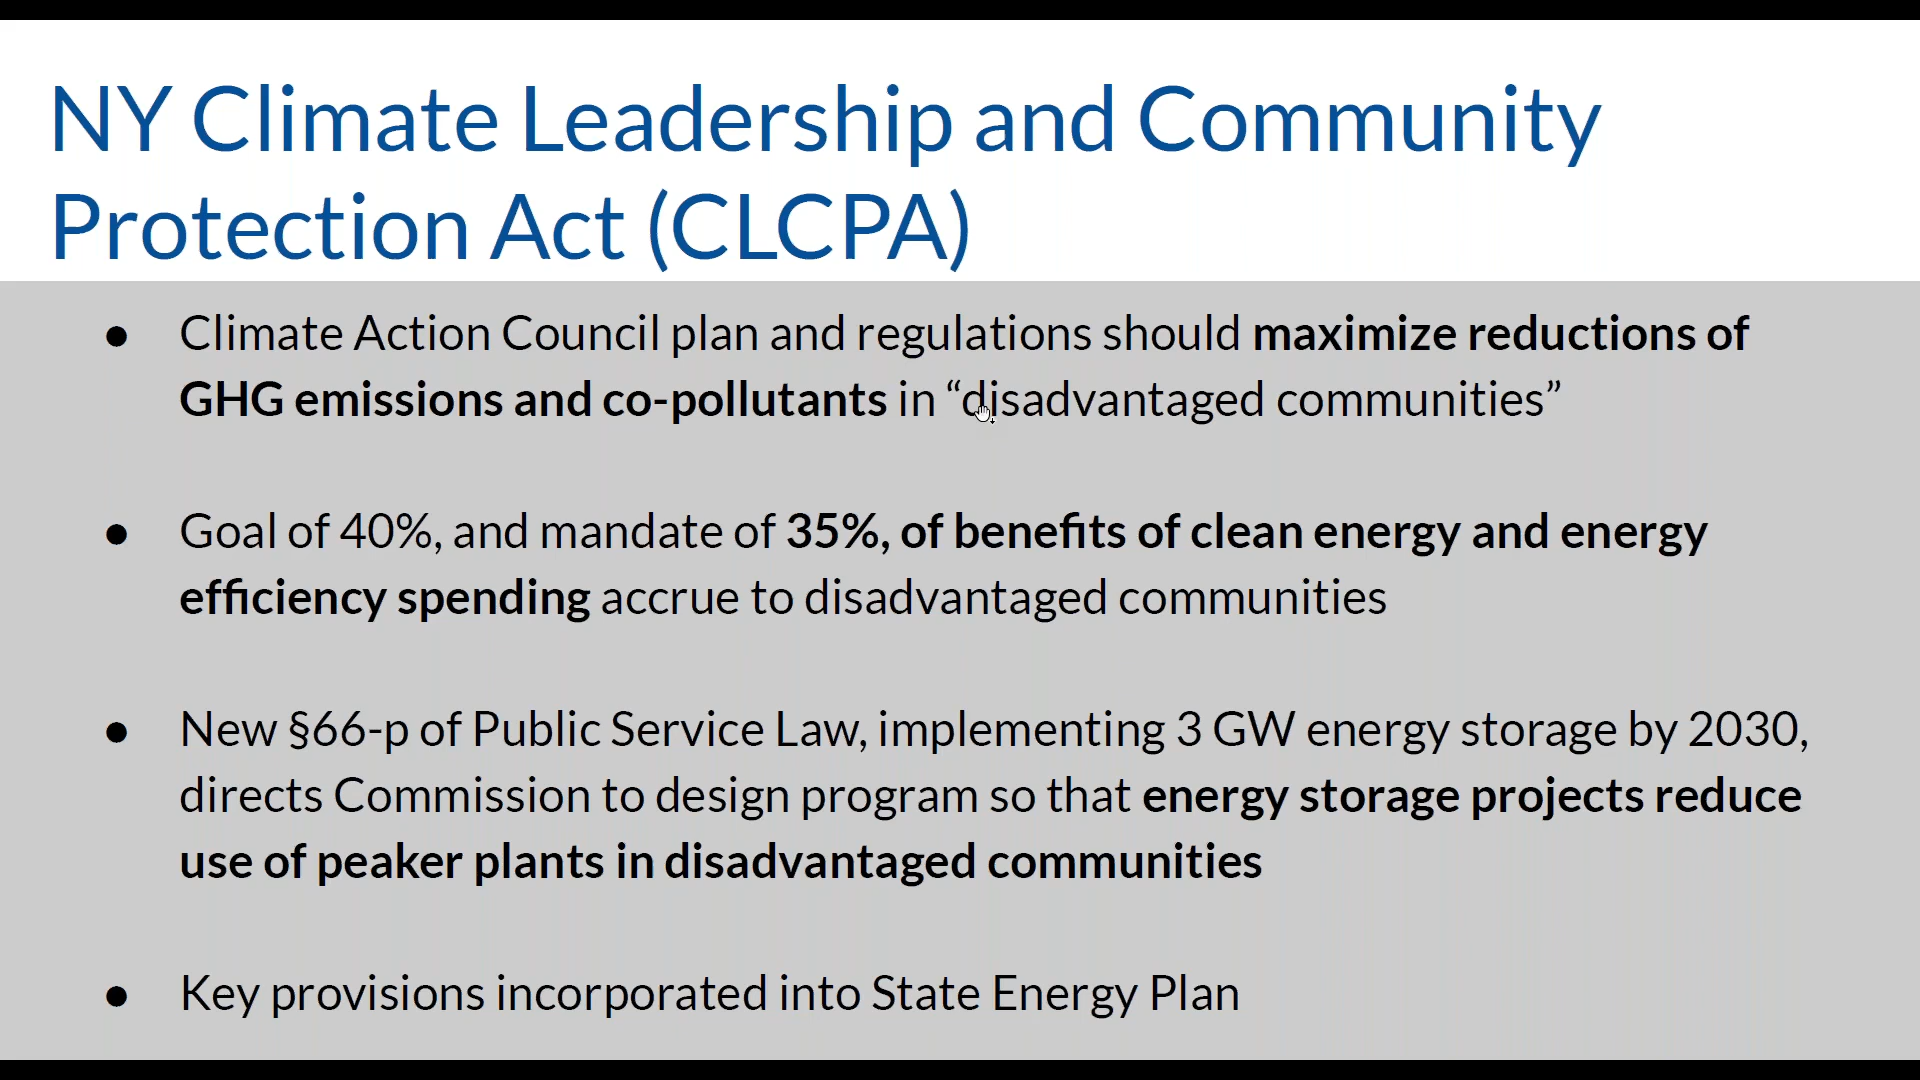 NY Climate Leadership and Community
Protection Act (CLCPA)
● Climate Action Council plan and regulations should maximize reductions of
GHG emissions and co-pollutants in “disadvantaged communities”
● Goal of 40%, and mandate of 35%, of benefits of clean energy and energy
efficiency spending accrue to disadvantaged communities
● New §66-p of Public Service Law, implementing 3 GW energy storage by 2030,
directs Commission to design program so that energy storage projects reduce
use of peaker plants in disadvantaged communities
● Key provisions incorporated into State Energy Plan